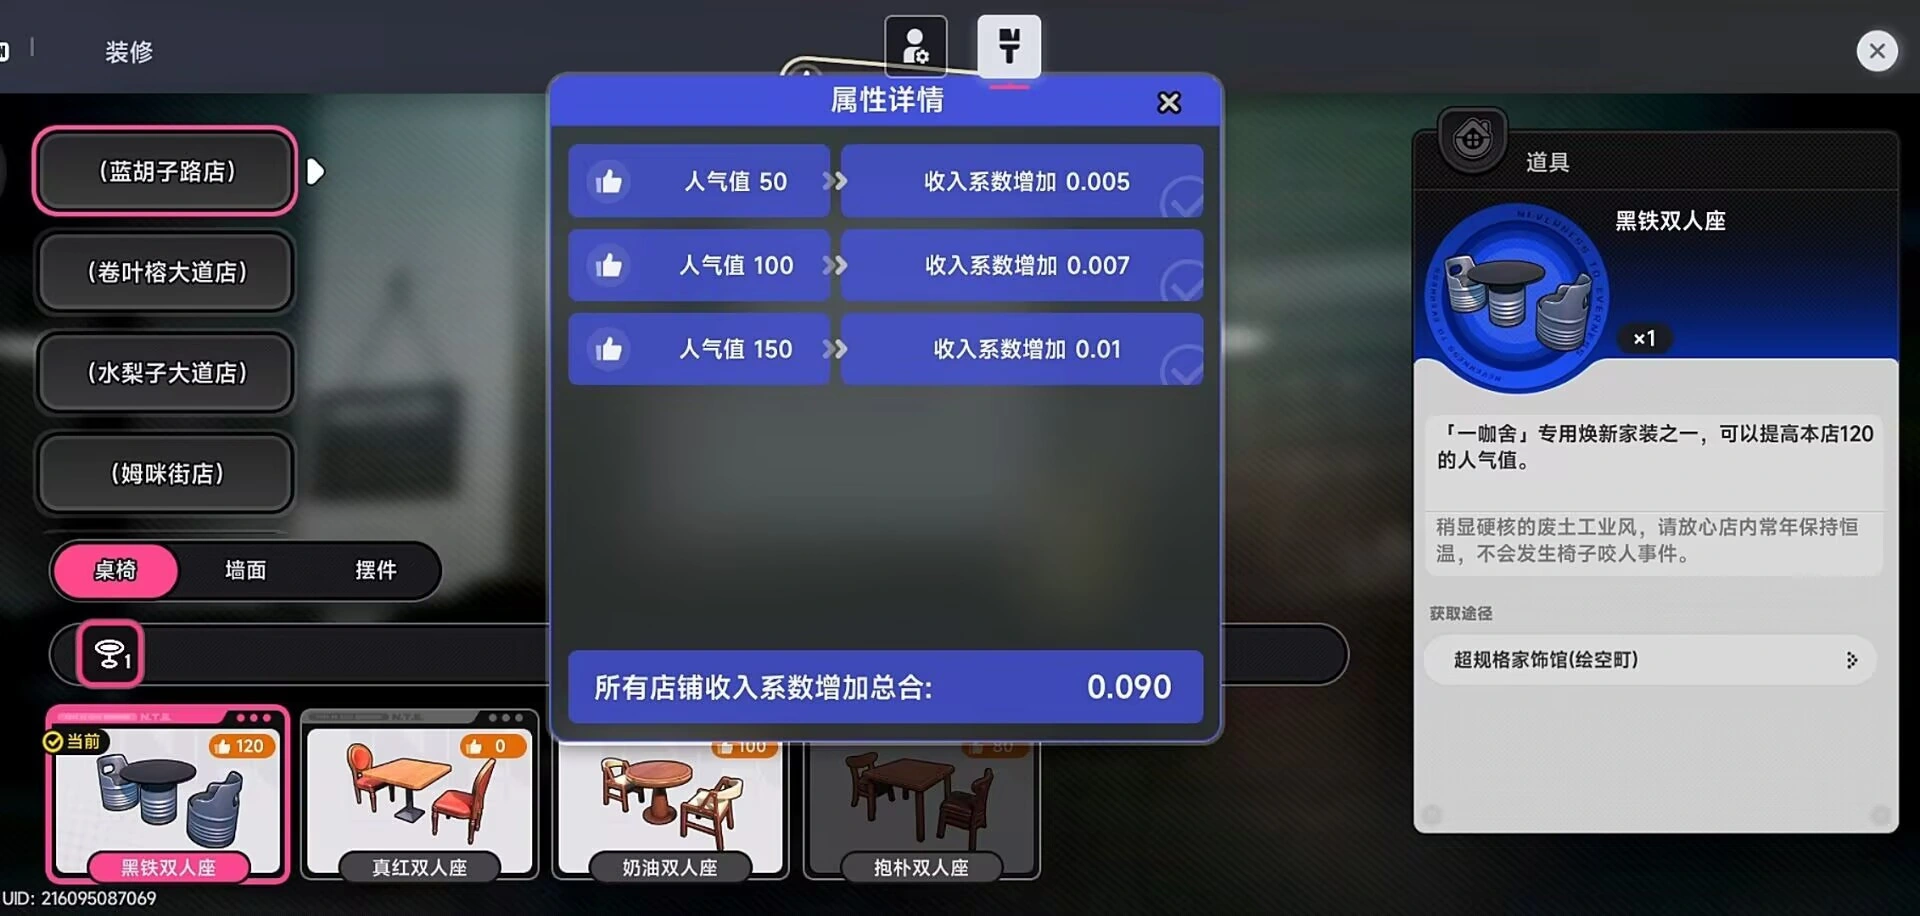 装修
(蓝胡子路店)
(卷叶榕大道店)
(水梨子大道店)
(姆咪街店)
桌椅
墙面
摆件
1
当前
120
黑铁双人座
0
真红双人座
100
奶油双人座
80
抱朴双人座
UID: 216095087069
属性详情
人气值 50
收入系数增加 0.005
人气值 100
收入系数增加 0.007
人气值 150
收入系数增加 0.01
所有店铺收入系数增加总合:
0.090
道具
黑铁双人座
NEVERNESS TO EVERNESS
×1
「一咖舍」专用焕新家装之一，可以提高本店120
的人气值。
稍显硬核的废土工业风，请放心店内常年保持恒
温，不会发生椅子咬人事件。
获取途径
超规格家饰馆(绘空町)